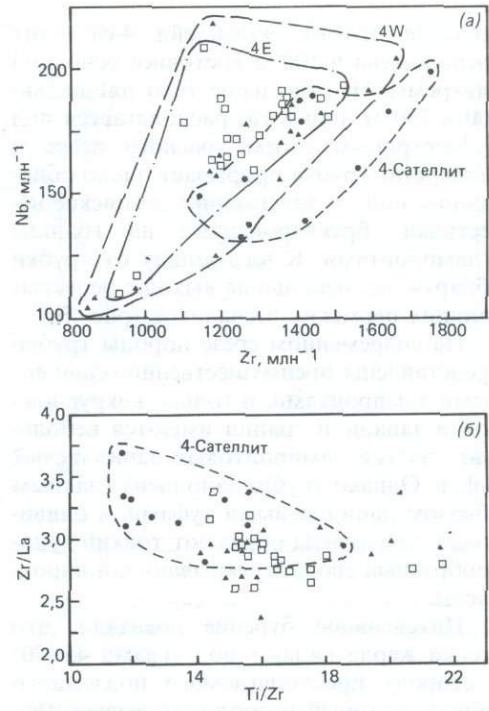 (а)
4W
4E
200
4-Сателлит
150
100
Nb, млн⁻¹
800 1000 1200 1400 1600 1800
Zr, млн⁻¹
4,0
(б)
4-Сателлит
3,5
3,0
2,5
2,0
Zr/La
10 14 18 22
Ti/Zr